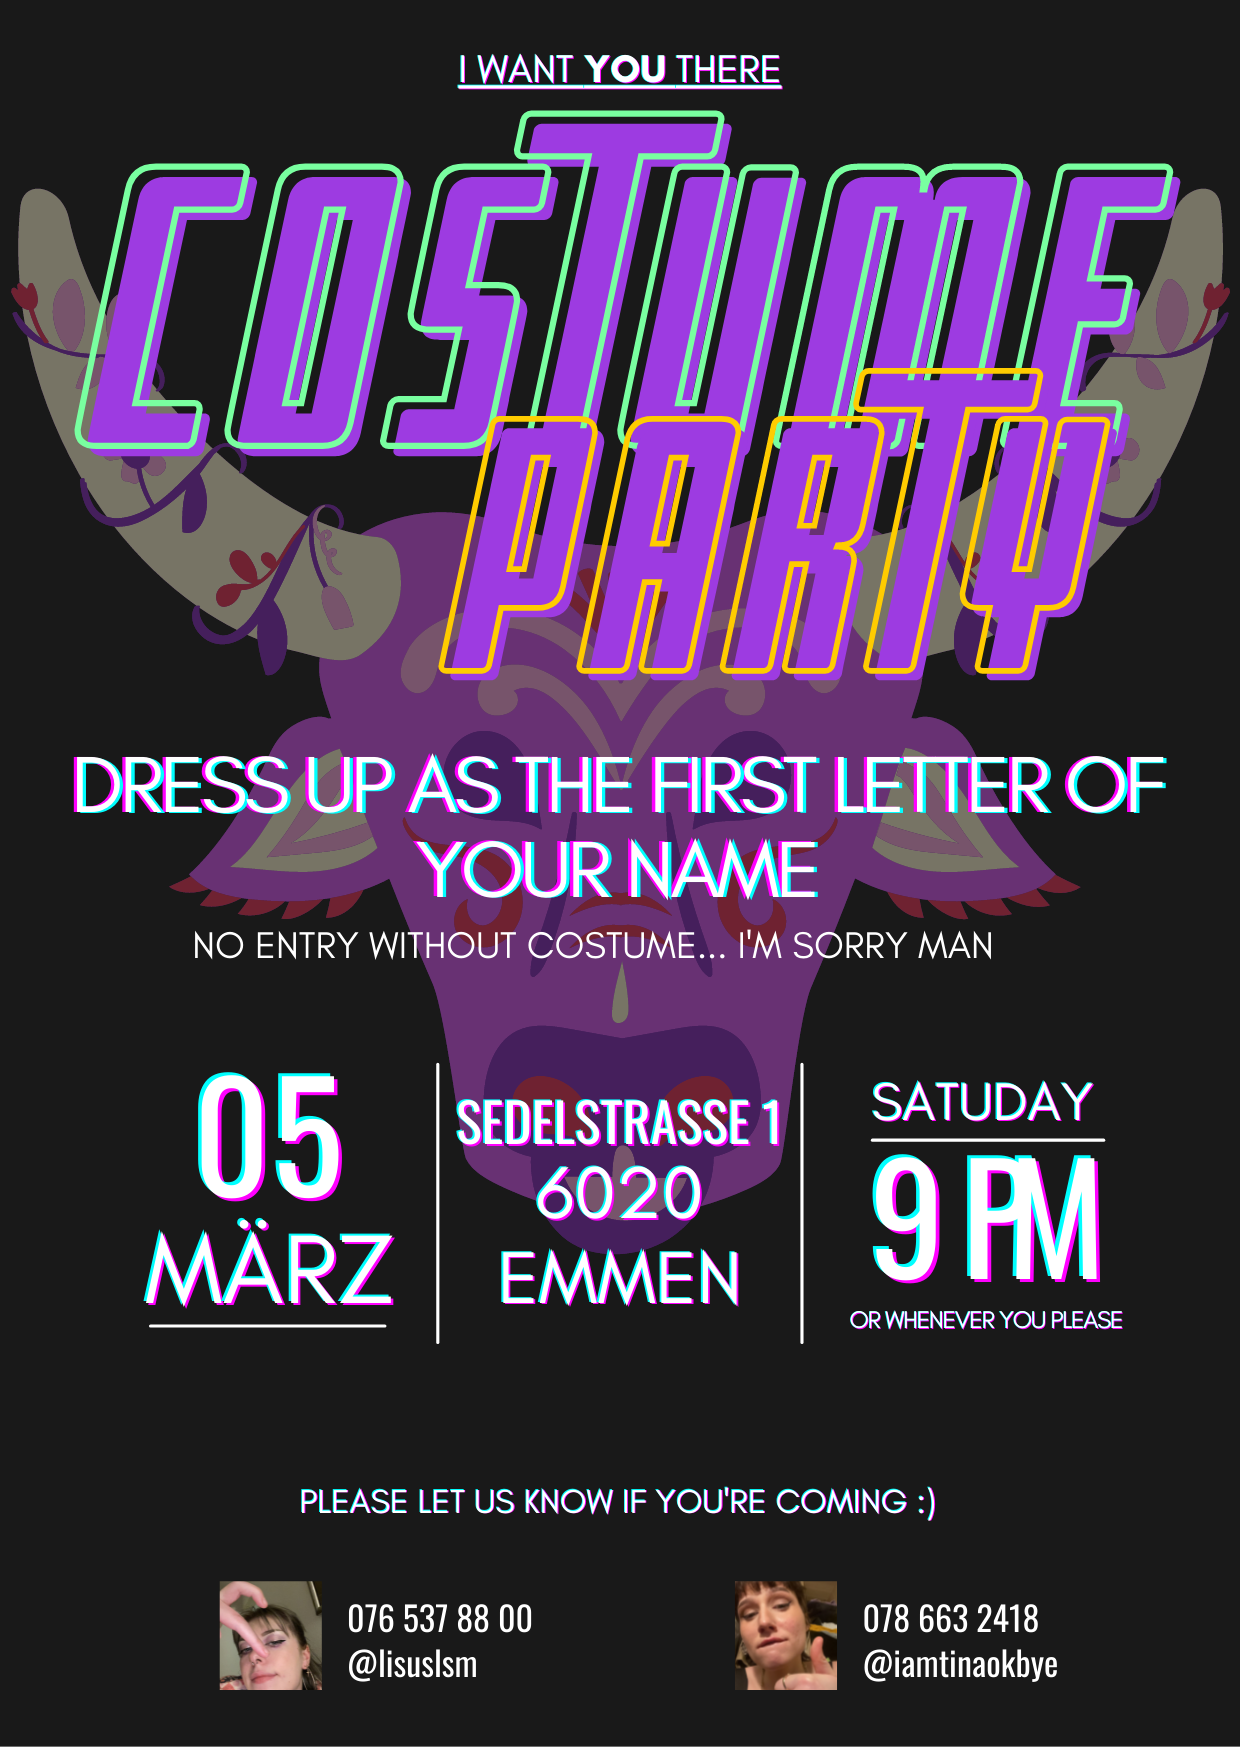 I WANT YOU THERE
COSTUME
PARTY
DRESS UP AS THE FIRST LETTER OF
YOUR NAME
NO ENTRY WITHOUT COSTUME... I'M SORRY MAN
05
MÄRZ
SEDELSTRASSE 1
6020
EMMEN
SATUDAY
9 PM
OR WHENEVER YOU PLEASE
PLEASE LET US KNOW IF YOU'RE COMING :)
076 537 88 00
@lisuslsm
078 663 2418
@iamtinaokbye